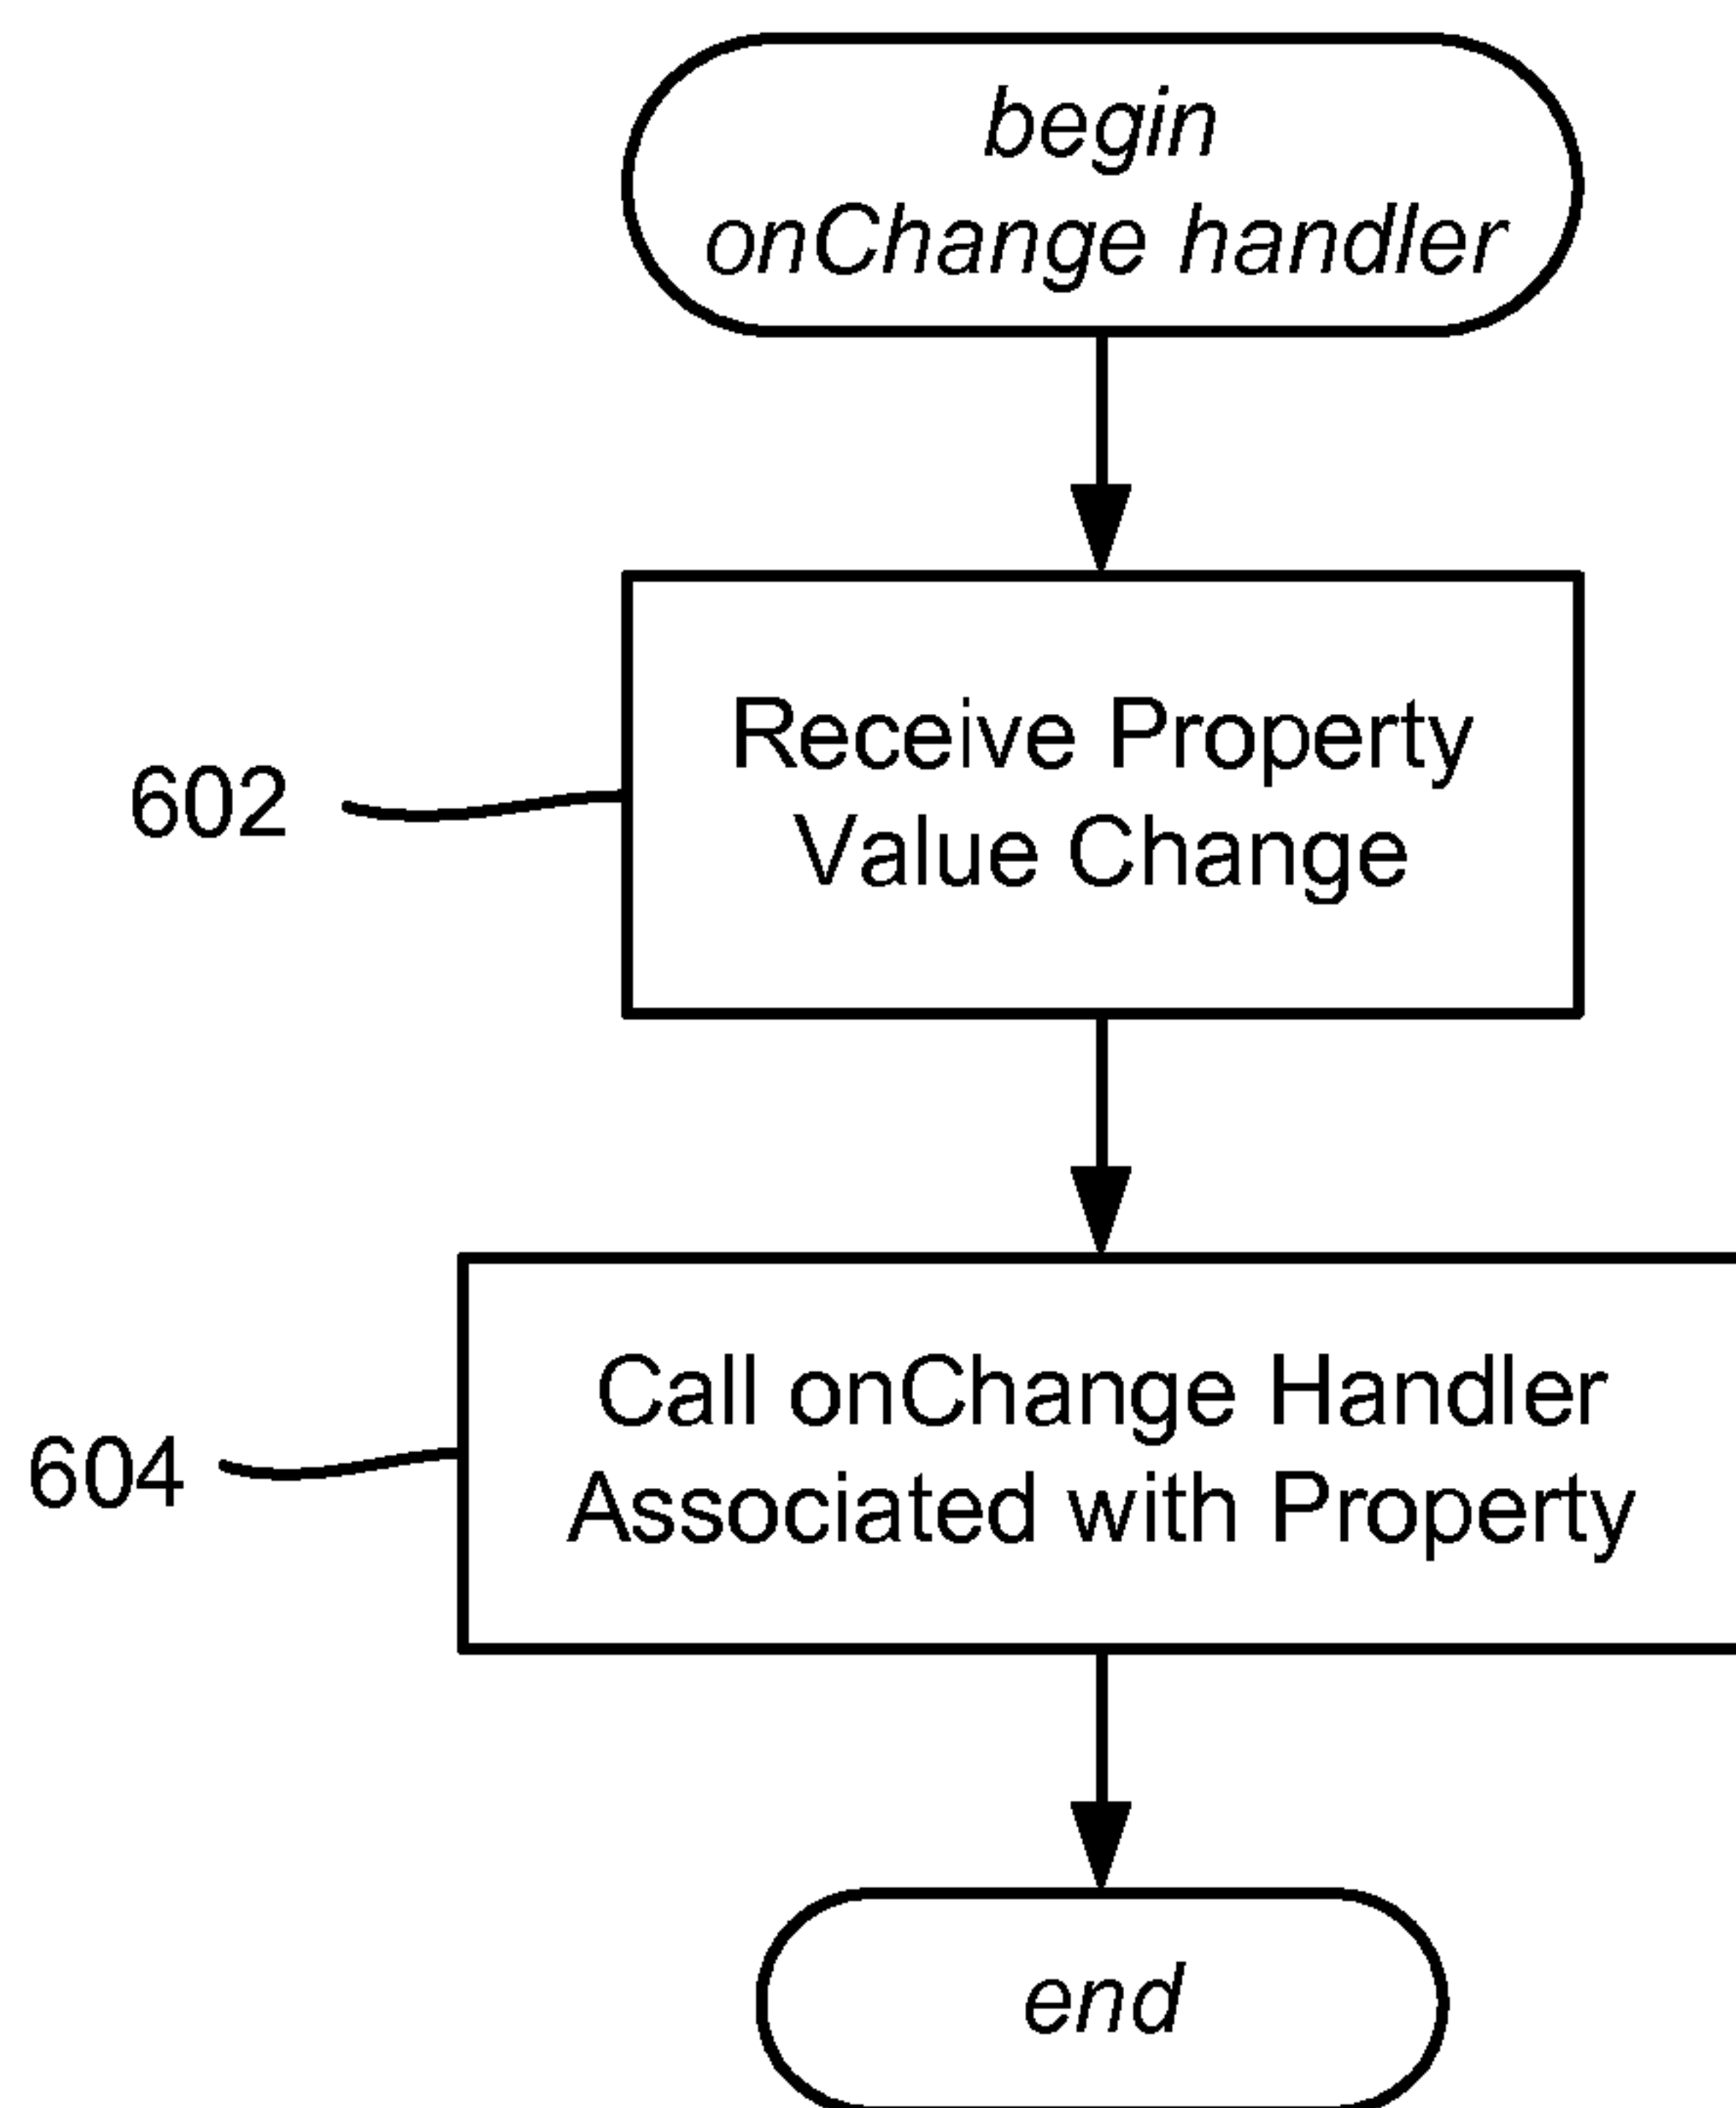 begin
onChange handler
Receive Property
Value Change
602
Call onChange Handler
Associated with Property
604
end